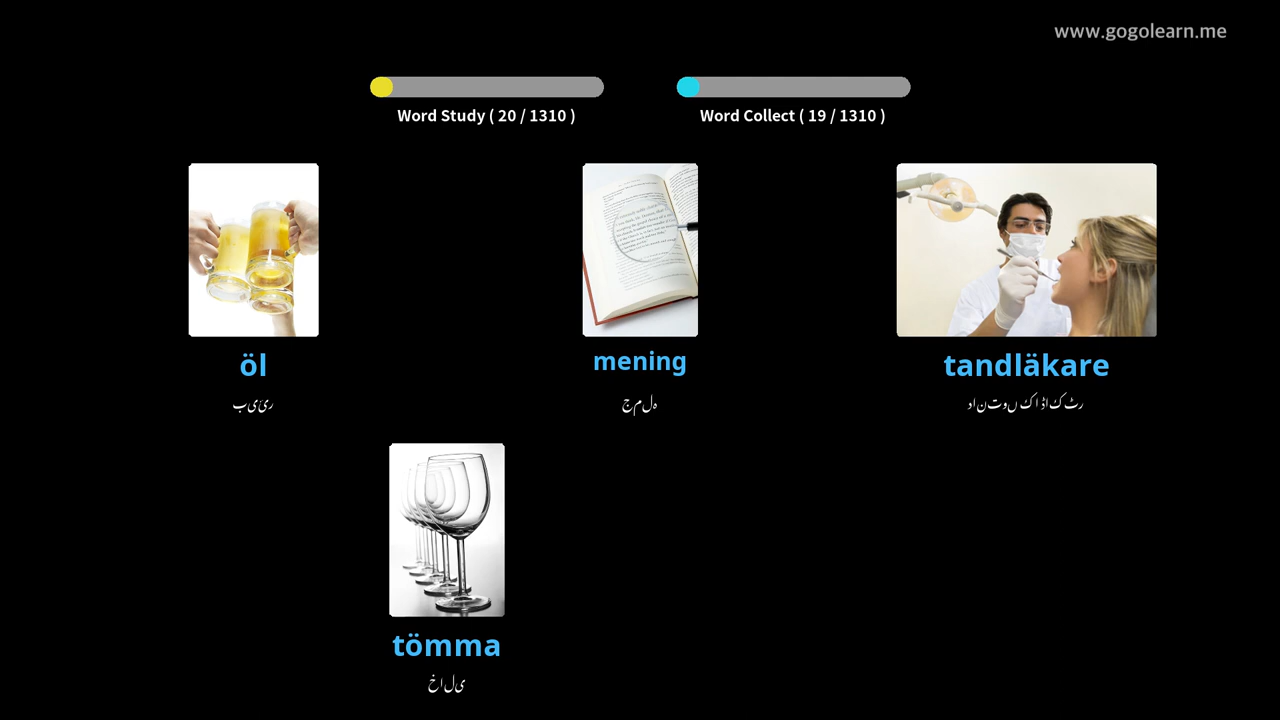 www.gogolearn.me
Word Study ( 20 / 1310 )
Word Collect ( 19 / 1310 )
öl
بیئر
mening
جملہ
tandläkare
دانتوں کا ڈاکٹر
tömma
خالی